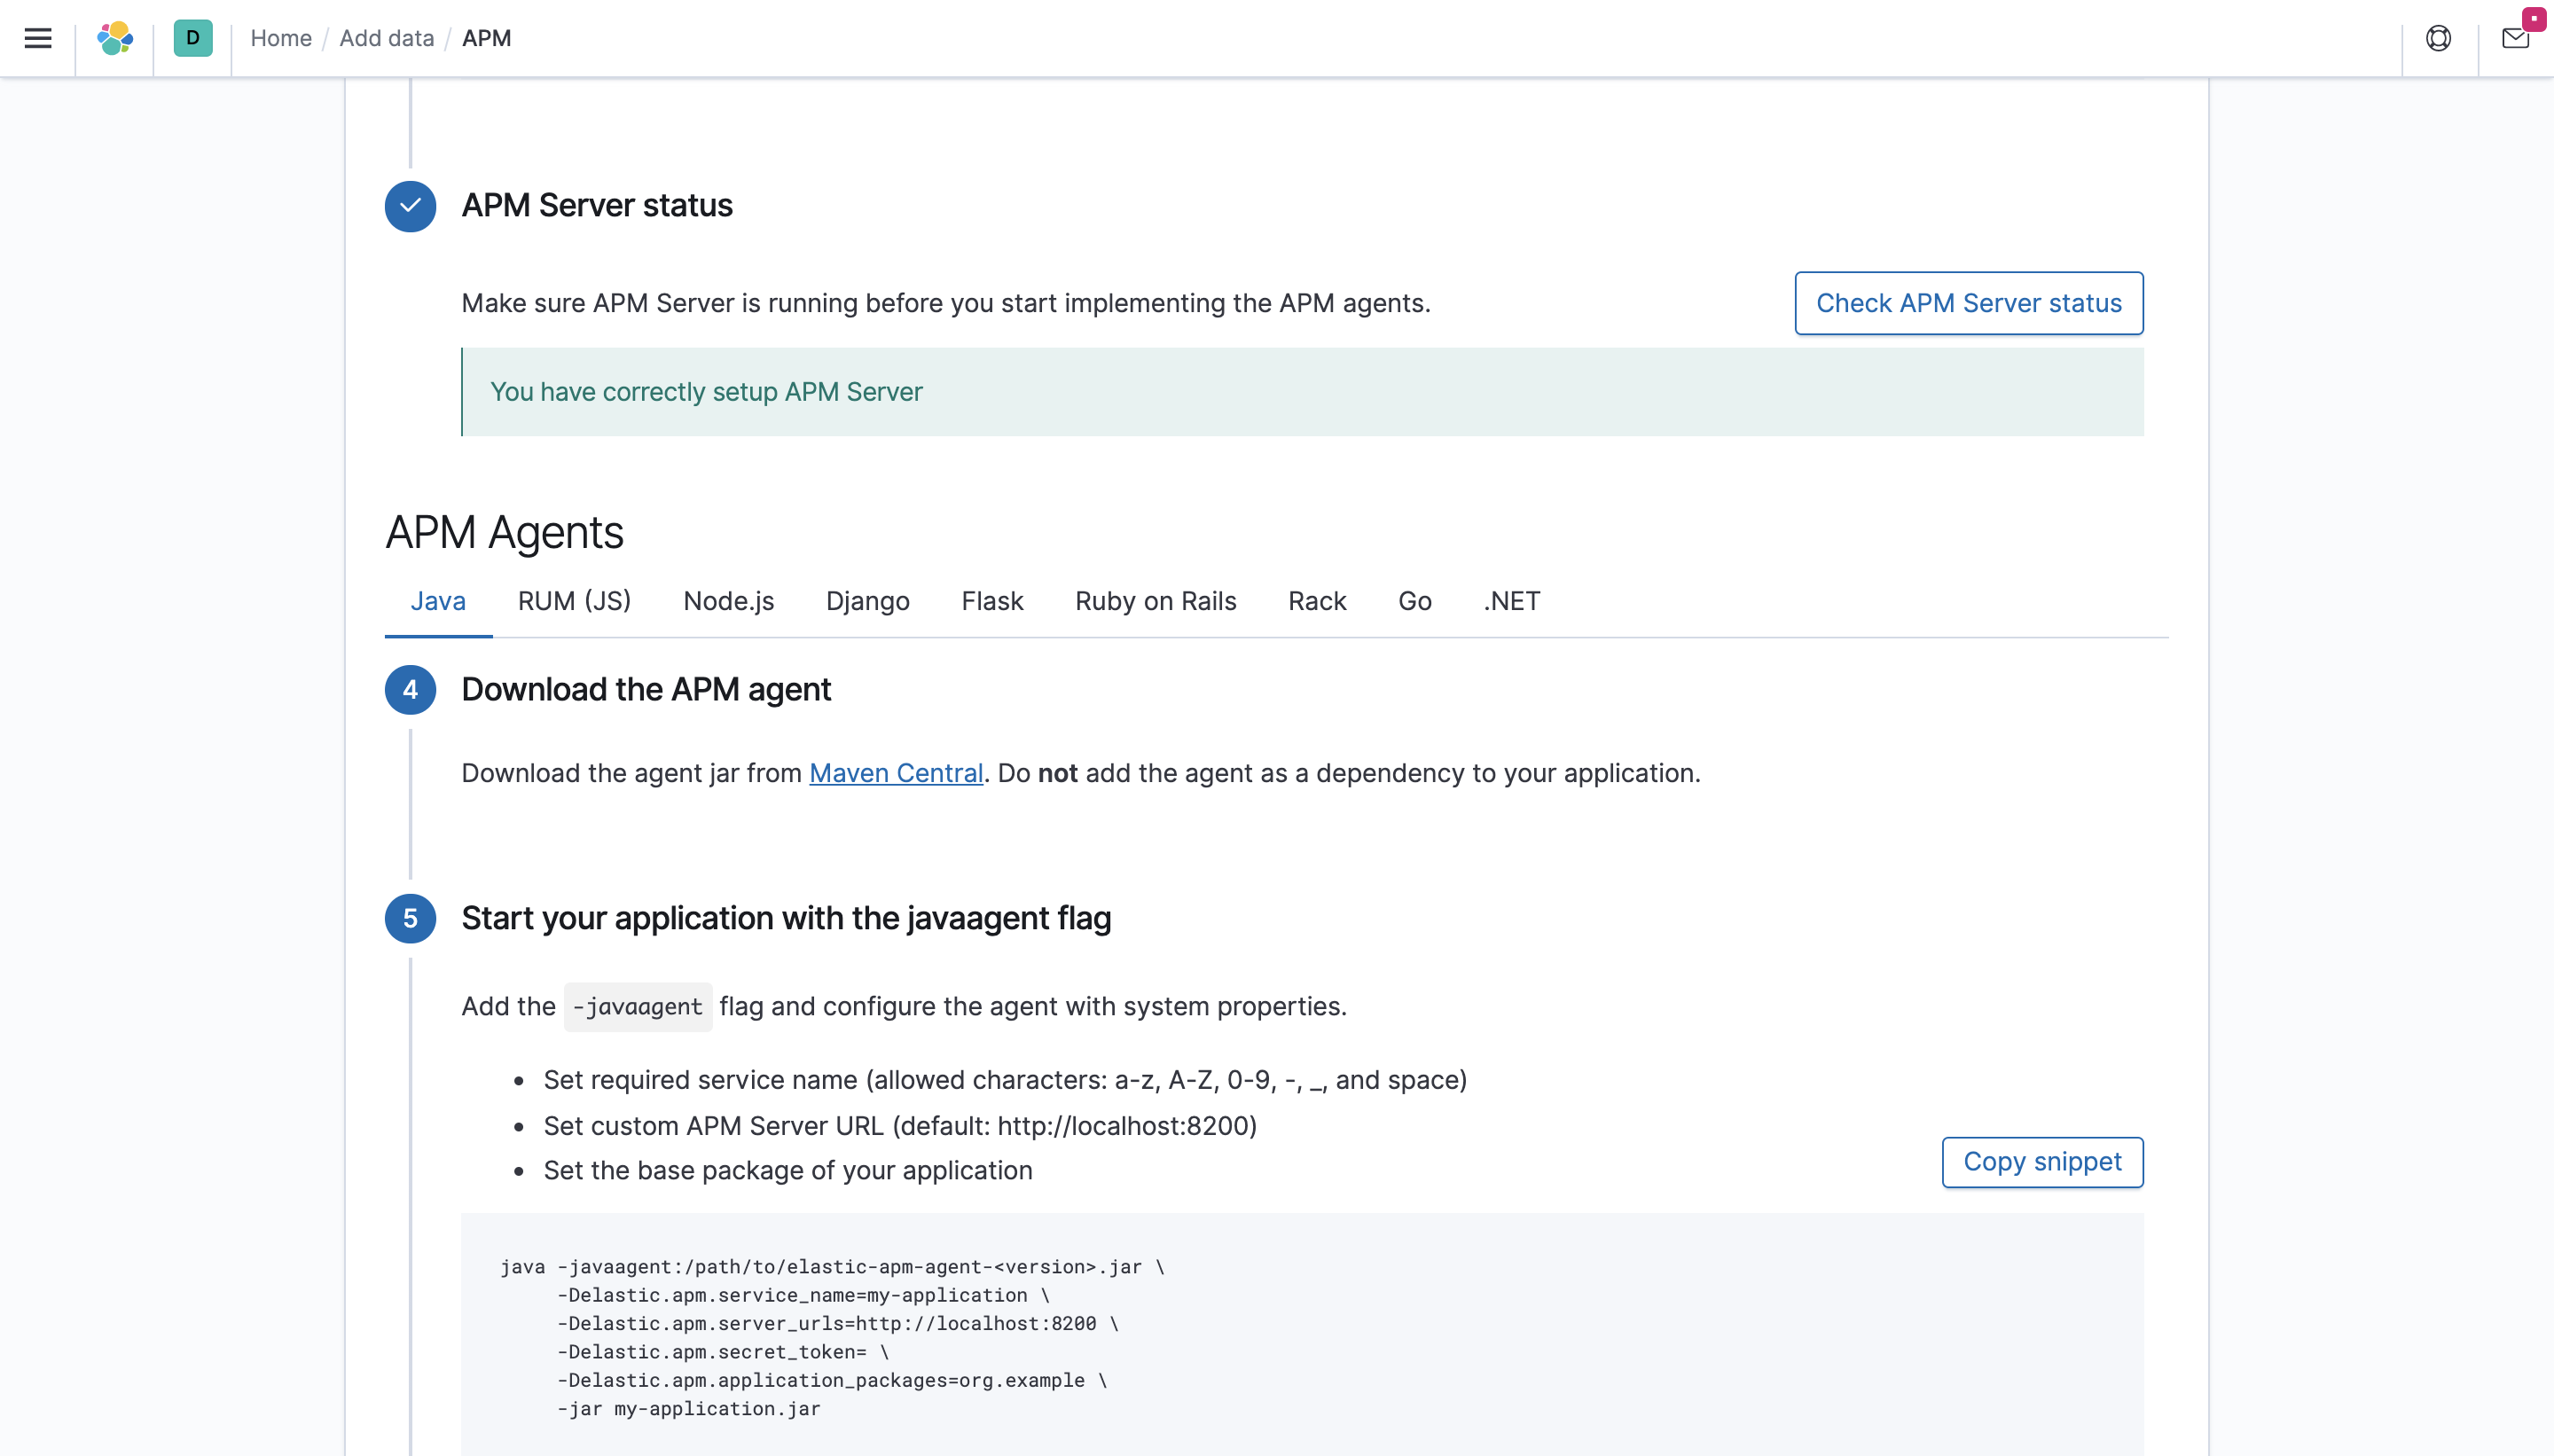 D
Home / Add data / APM
APM Server status
Make sure APM Server is running before you start implementing the APM agents.
Check APM Server status
You have correctly setup APM Server
APM Agents
Java RUM (JS) Node.js Django Flask Ruby on Rails Rack Go .NET
4 Download the APM agent
Download the agent jar from Maven Central. Do not add the agent as a dependency to your application.
5 Start your application with the javaagent flag
Add the -javaagent flag and configure the agent with system properties.
• Set required service name (allowed characters: a-z, A-Z, 0-9, -, _, and space)
• Set custom APM Server URL (default: http://localhost:8200)
• Set the base package of your application
Copy snippet
java -javaagent:/path/to/elastic-apm-agent-<version>.jar \
-Delastic.apm.service_name=my-application \
-Delastic.apm.server_urls=http://localhost:8200 \
-Delastic.apm.secret_token= \
-Delastic.apm.application_packages=org.example \
-jar my-application.jar